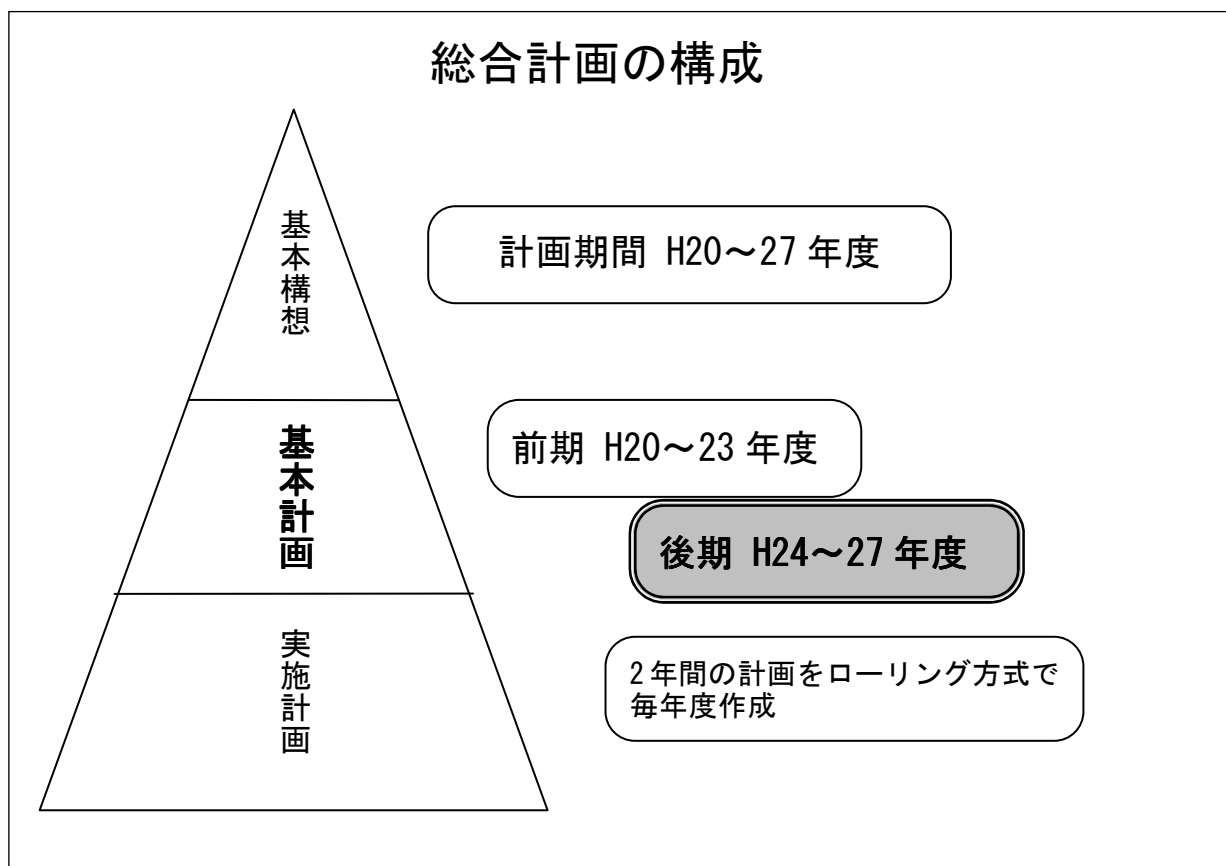 総合計画の構成
基本構想
計画期間 H20～27 年度
基本計画
前期 H20～23 年度
後期 H24～27 年度
実施計画
2 年間の計画をローリング方式で
毎年度作成